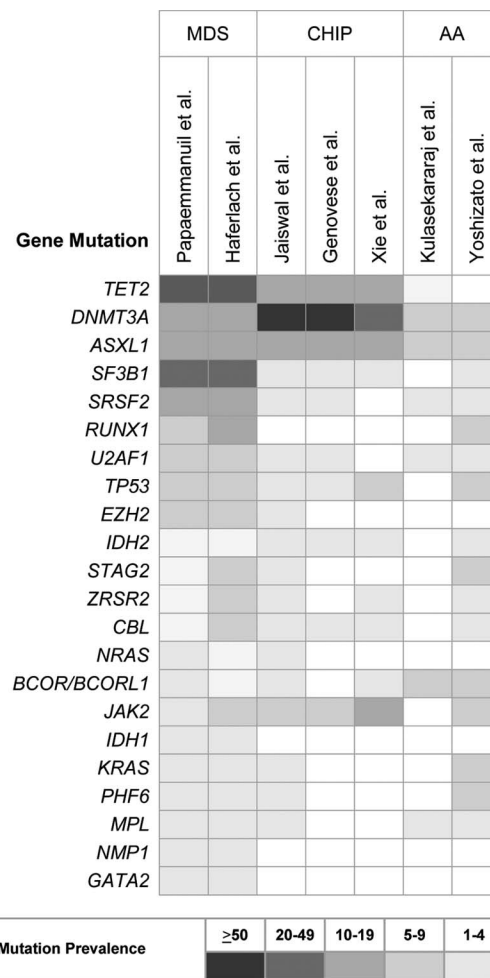 MDS CHIP AA
Gene Mutation Papaemmanuil et al. Haferlach et al. Jaiswal et al. Genovese et al. Xie et al. Kulasekararaj et al. Yoshizato et al.
TET2
DNMT3A
ASXL1
SF3B1
SRSF2
RUNX1
U2AF1
TP53
EZH2
IDH2
STAG2
ZRSR2
CBL
NRAS
BCOR/BCORL1
JAK2
IDH1
KRAS
PHF6
MPL
NMP1
GATA2
Mutation Prevalence ≥50 20-49 10-19 5-9 1-4